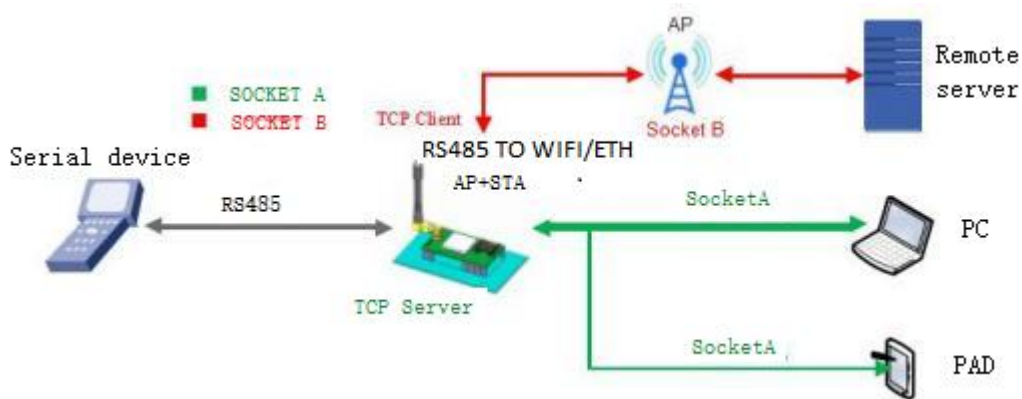 AP
Remote
server
SOCKET A
SOCKET B
TCP Client
Socket B
RS485 TO WIFI/ETH
Serial device
AP+STA
RS485
SocketA
PC
TCP Server
SocketA
PAD